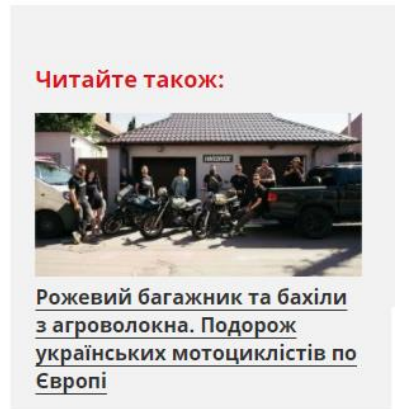 Читайте також:
Рожевий багажник та бахіли
з агроволокна. Подорож
українських мотоциклістів по
Європі